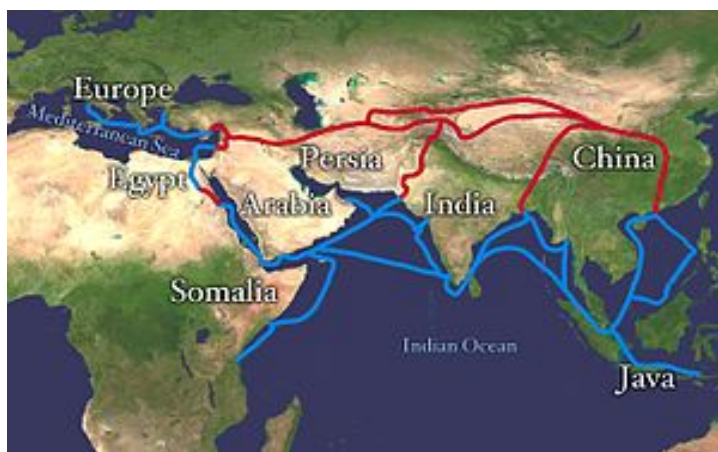 Europe
Mediterranean Sea
Egypt
Persia
China
Arabia
India
Somalia
Indian Ocean
Java